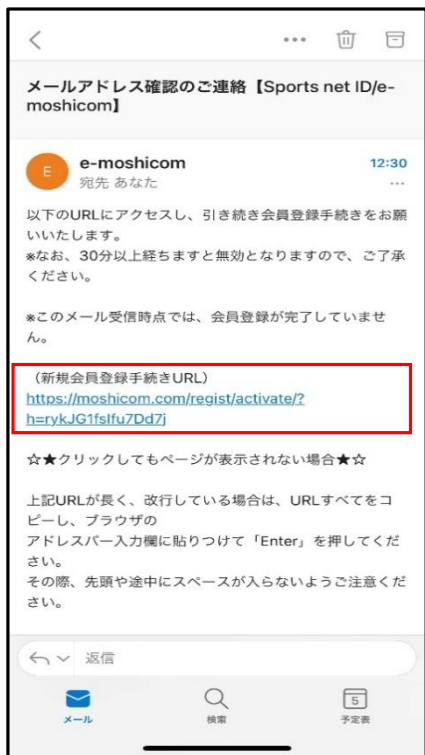 メールアドレス確認のご連絡【Sports net ID/e-
moshicom】
E
e-moshicom
12:30
宛先 あなた
以下のURLにアクセスし、引き続き会員登録手続きをお願
いいたします。
※なお、30分以上経ちますと無効となりますので、ご了承
ください。
※このメール受信時点では、会員登録が完了していませ
ん。
（新規会員登録手続きURL）
https://moshicom.com/regist/activate/?
h=rykJG1fsIfu7Dd7j
☆★クリックしてもページが表示されない場合★☆
上記URLが長く、改行している場合は、URLすべてをコ
ピーし、ブラウザの
アドレスバー入力欄に貼りつけて「Enter」を押してくだ
さい。
その際、先頭や途中にスペースが入らないようご注意くだ
さい。
返信
5
メール 検索 予定表